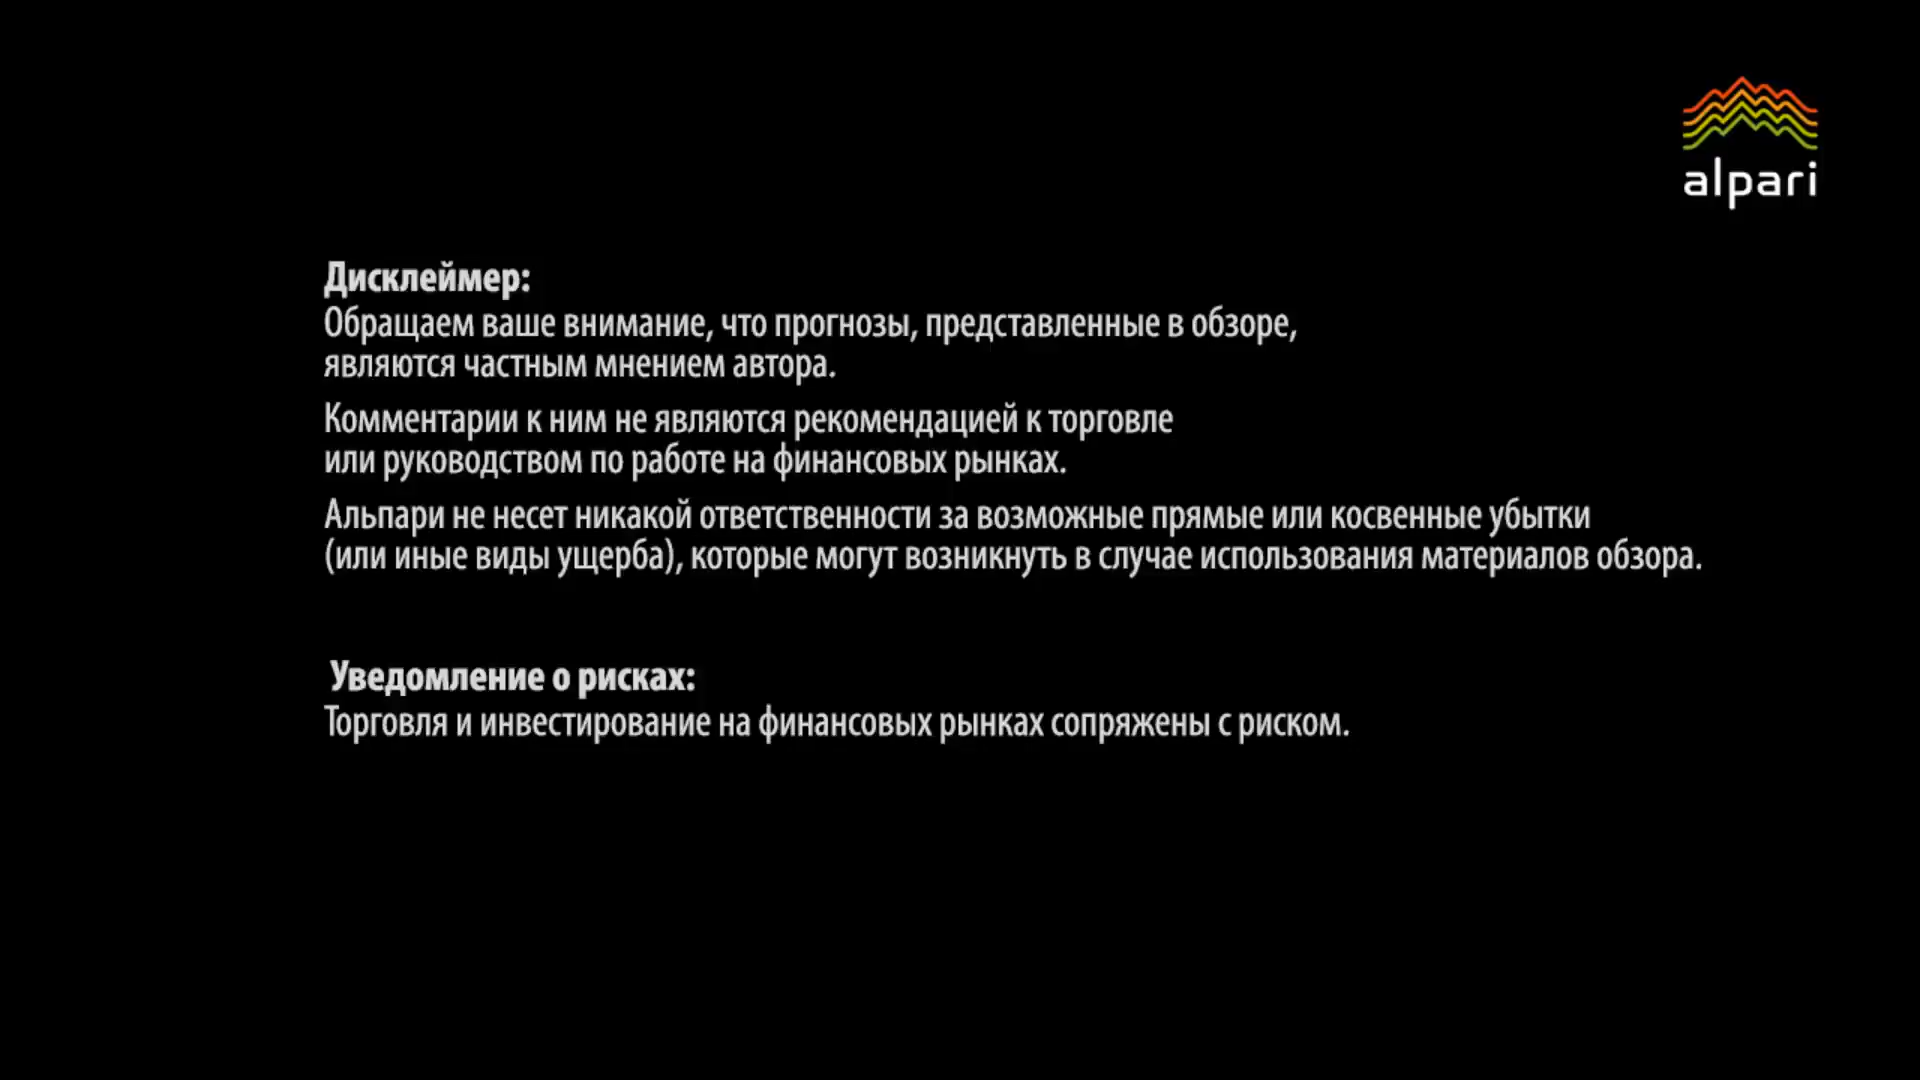 alpari
Дисклеймер:
Обращаем ваше внимание, что прогнозы, представленные в обзоре,
являются частным мнением автора.
Комментарии к ним не являются рекомендацией к торговле
или руководством по работе на финансовых рынках.
Альпари не несет никакой ответственности за возможные прямые или косвенные убытки
(или иные виды ущерба), которые могут возникнуть в случае использования материалов обзора.
Уведомление о рисках:
Торговля и инвестирование на финансовых рынках сопряжены с риском.